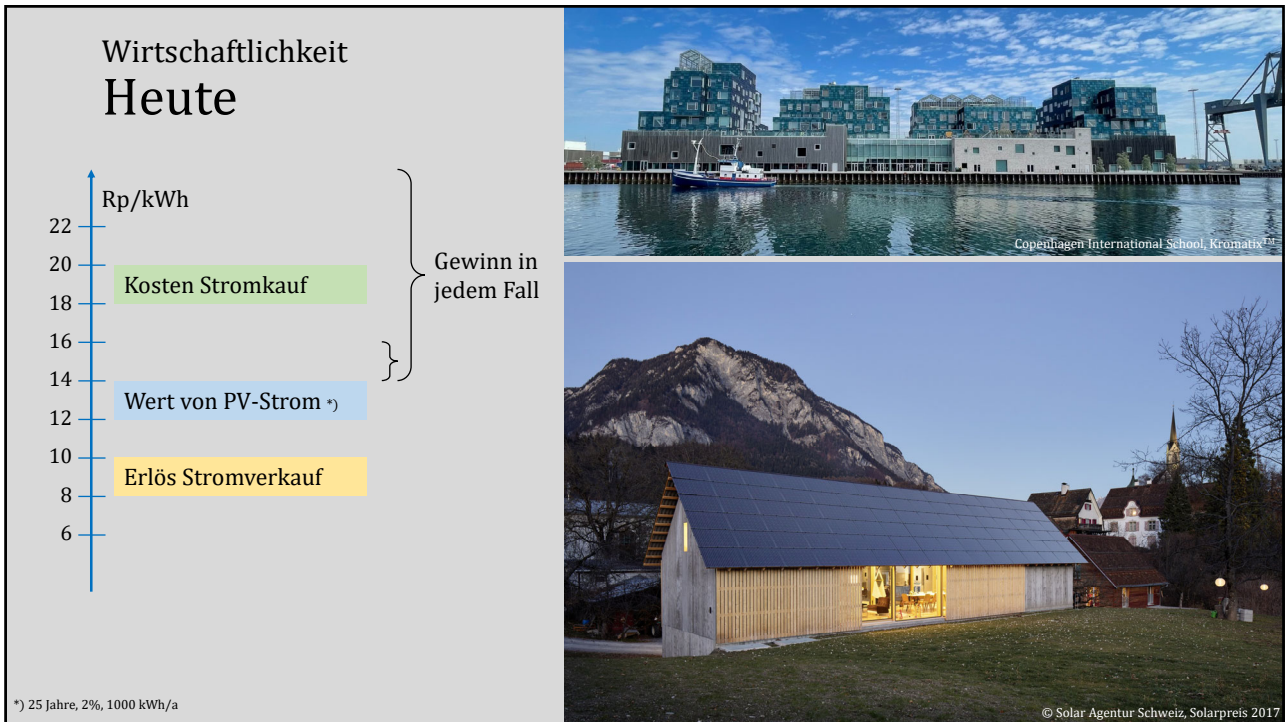 Wirtschaftlichkeit
Heute
Rp/kWh
22
20
18
16
14
12
10
8
6
Kosten Stromkauf
Wert von PV-Strom *)
Erlös Stromverkauf
Gewinn in
jedem Fall
*) 25 Jahre, 2%, 1000 kWh/a
Copenhagen International School, Kromatix™
© Solar Agentur Schweiz, Solarpreis 2017